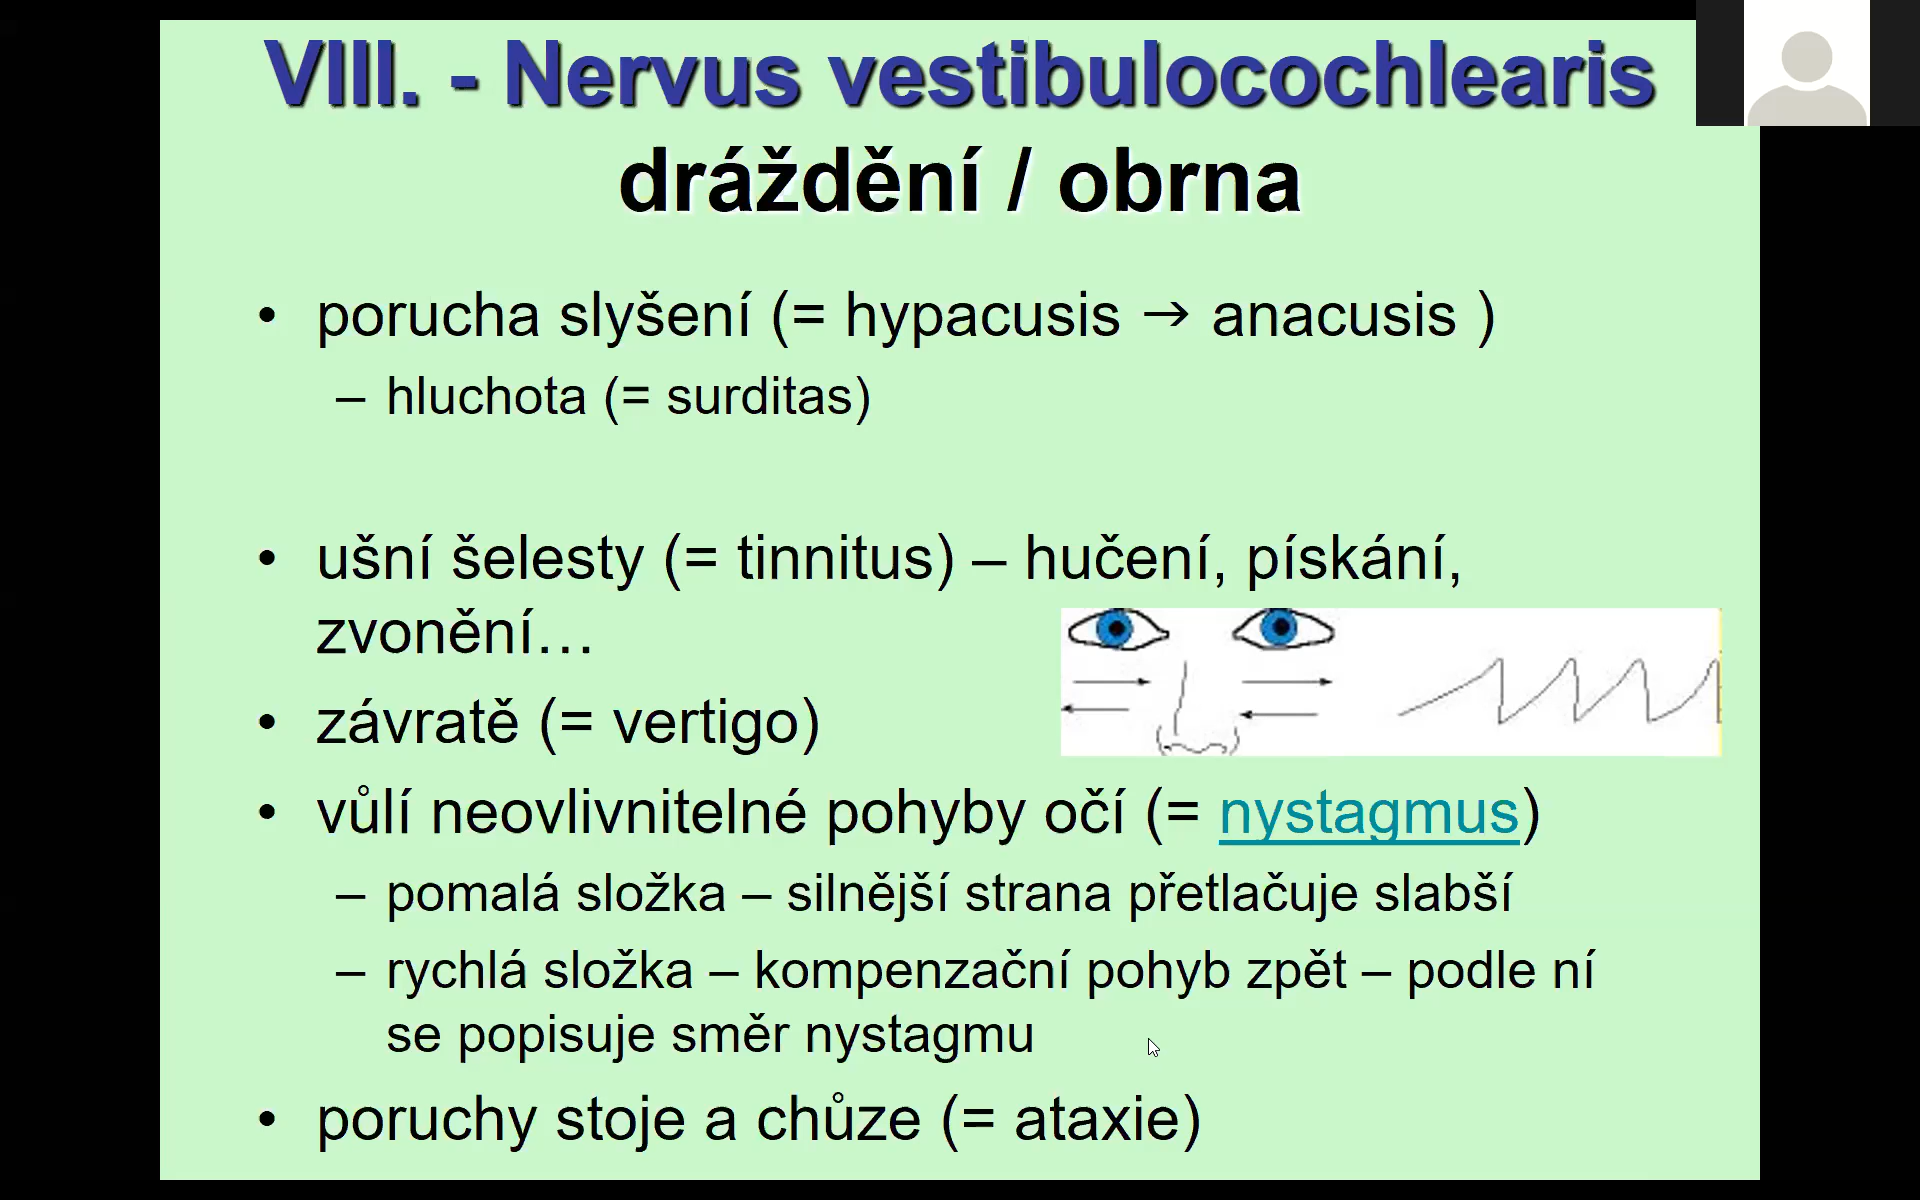 VIII. - Nervus vestibulocochlearis
dráždění / obrna
• porucha slyšení (= hypacusis → anacusis )
– hluchota (= surditas)
• ušní šelesty (= tinnitus) – hučení, pískání,
zvonění…
• závratě (= vertigo)
• vůlí neovlivnitelné pohyby očí (= nystagmus)
– pomalá složka – silnější strana přetlačuje slabší
– rychlá složka – kompenzační pohyb zpět – podle ní
se popisuje směr nystagmu
• poruchy stoje a chůze (= ataxie)